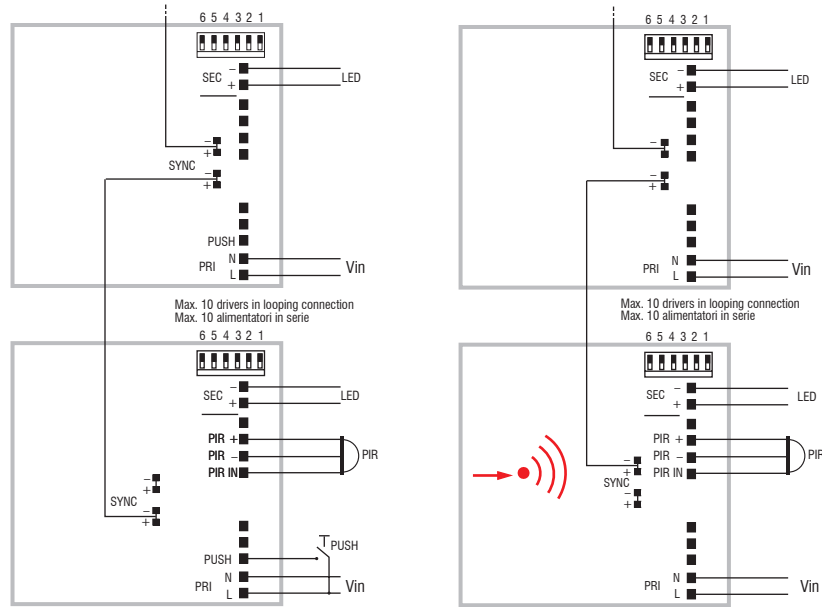 6 5 4 3 2 1
SEC
–
+
LED
–
+
SYNC
–
+
PUSH
PRI
N
L
Vin
Max. 10 drivers in looping connection
Max. 10 alimentatori in serie
6 5 4 3 2 1
SEC
–
+
LED
PIR +
PIR –
PIR IN
PIR
–
+
SYNC
–
+
PUSH
PUSH
PRI
N
L
Vin
6 5 4 3 2 1
SEC
–
+
LED
–
+
–
+
PRI
N
L
Vin
Max. 10 drivers in looping connection
Max. 10 alimentatori in serie
6 5 4 3 2 1
SEC
–
+
LED
PIR +
PIR –
PIR IN
PIR
–
+
SYNC
–
+
PRI
N
L
Vin